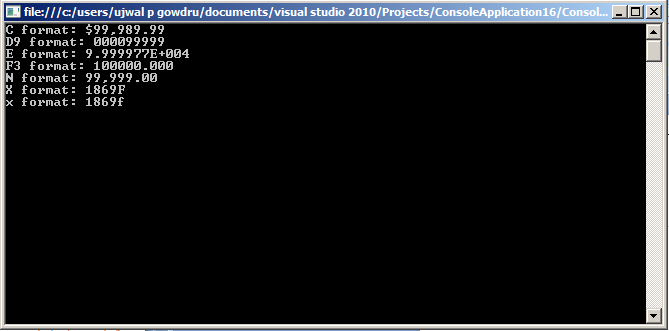 file:///c:/users/ujwal p gowdru/documents/visual studio 2010/Projects/ConsoleApplication16/Consol...
C format: $99,989.99
D9 format: 000099999
E format: 9.999977E+004
F3 format: 100000.000
N format: 99,999.00
X format: 1869F
x format: 1869f